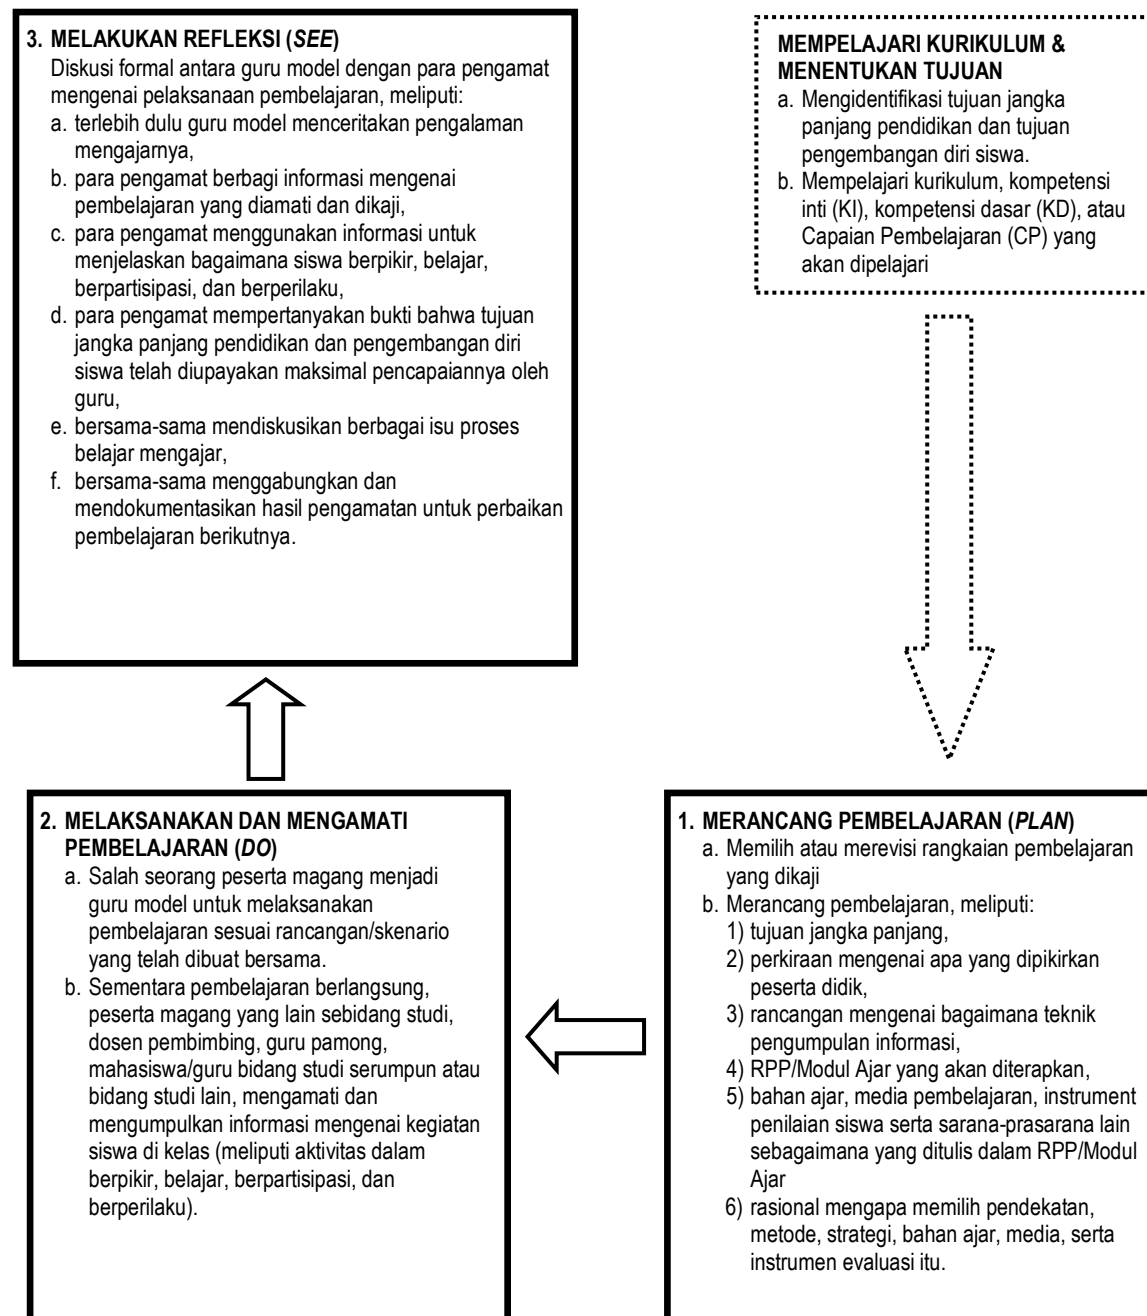 3. MELAKUKAN REFLEKSI (SEE)
Diskusi formal antara guru model dengan para pengamat
mengenai pelaksanaan pembelajaran, meliputi:
a. terlebih dulu guru model menceritakan pengalaman
mengajarnya,
b. para pengamat berbagi informasi mengenai
pembelajaran yang diamati dan dikaji,
c. para pengamat menggunakan informasi untuk
menjelaskan bagaimana siswa berpikir, belajar,
berpartisipasi, dan berperilaku,
d. para pengamat mempertanyakan bukti bahwa tujuan
jangka panjang pendidikan dan pengembangan diri
siswa telah diupayakan maksimal pencapaiannya oleh
guru,
e. bersama-sama mendiskusikan berbagai isu proses
belajar mengajar,
f. bersama-sama menggabungkan dan
mendokumentasikan hasil pengamatan untuk perbaikan
pembelajaran berikutnya.
MEMPELAJARI KURIKULUM &
MENENTUKAN TUJUAN
a. Mengidentifikasi tujuan jangka
panjang pendidikan dan tujuan
pengembangan diri siswa.
b. Mempelajari kurikulum, kompetensi
inti (KI), kompetensi dasar (KD), atau
Capaian Pembelajaran (CP) yang
akan dipelajari
2. MELAKSANAKAN DAN MENGAMATI
PEMBELAJARAN (DO)
a. Salah seorang peserta magang menjadi
guru model untuk melaksanakan
pembelajaran sesuai rancangan/skenario
yang telah dibuat bersama.
b. Sementara pembelajaran berlangsung,
peserta magang yang lain sebidang studi,
dosen pembimbing, guru pamong,
mahasiswa/guru bidang studi serumpun atau
bidang studi lain, mengamati dan
mengumpulkan informasi mengenai kegiatan
siswa di kelas (meliputi aktivitas dalam
berpikir, belajar, berpartisipasi, dan
berperilaku).
1. MERANCANG PEMBELAJARAN (PLAN)
a. Memilih atau merevisi rangkaian pembelajaran
yang dikaji
b. Merancang pembelajaran, meliputi:
1) tujuan jangka panjang,
2) perkiraan mengenai apa yang dipikirkan
peserta didik,
3) rancangan mengenai bagaimana teknik
pengumpulan informasi,
4) RPP/Modul Ajar yang akan diterapkan,
5) bahan ajar, media pembelajaran, instrument
penilaian siswa serta sarana-prasarana lain
sebagaimana yang ditulis dalam RPP/Modul
Ajar
6) rasional mengapa memilih pendekatan,
metode, strategi, bahan ajar, media, serta
instrumen evaluasi itu.